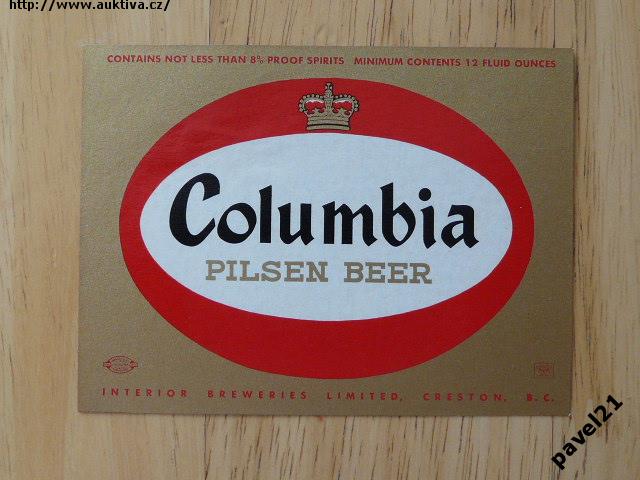 http://www.auktiva.cz/
CONTAINS NOT LESS THAN 8% PROOF SPIRITS MINIMUM CONTENTS 12 FLUID OUNCES
Columbia
PILSEN BEER
INTERIOR BREWERIES LIMITED, CRESTON, B.C.
pavel21